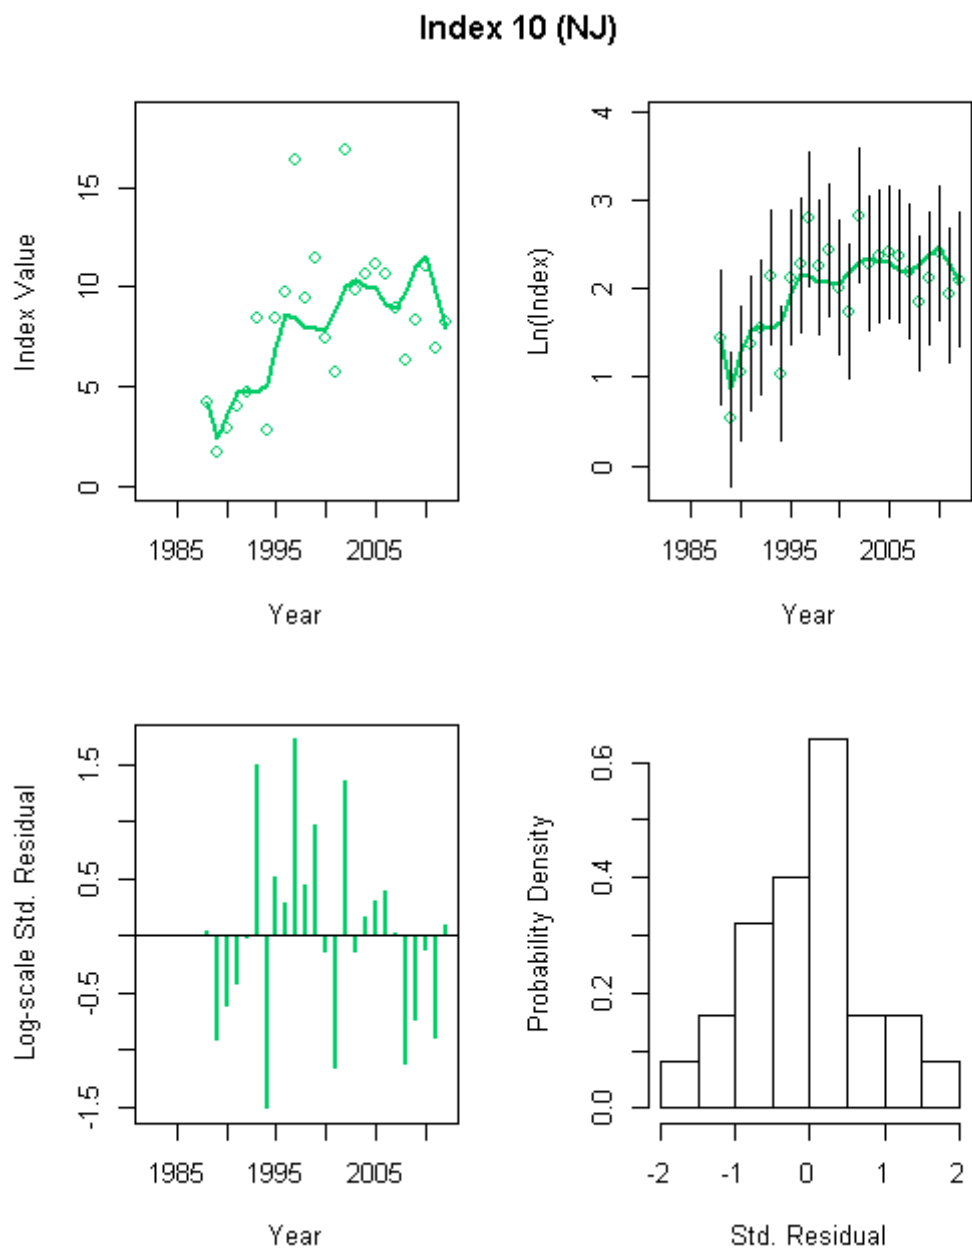 Index 10 (NJ)
Index Value
15
10
5
0
1985 1995 2005
Year
Ln(Index)
4
3
2
1
0
1985 1995 2005
Year
Log-scale Std. Residual
1.5
0.5
-0.5
-1.5
1985 1995 2005
Year
Probability Density
0.6
0.4
0.2
0.0
-2 -1 0 1 2
Std. Residual